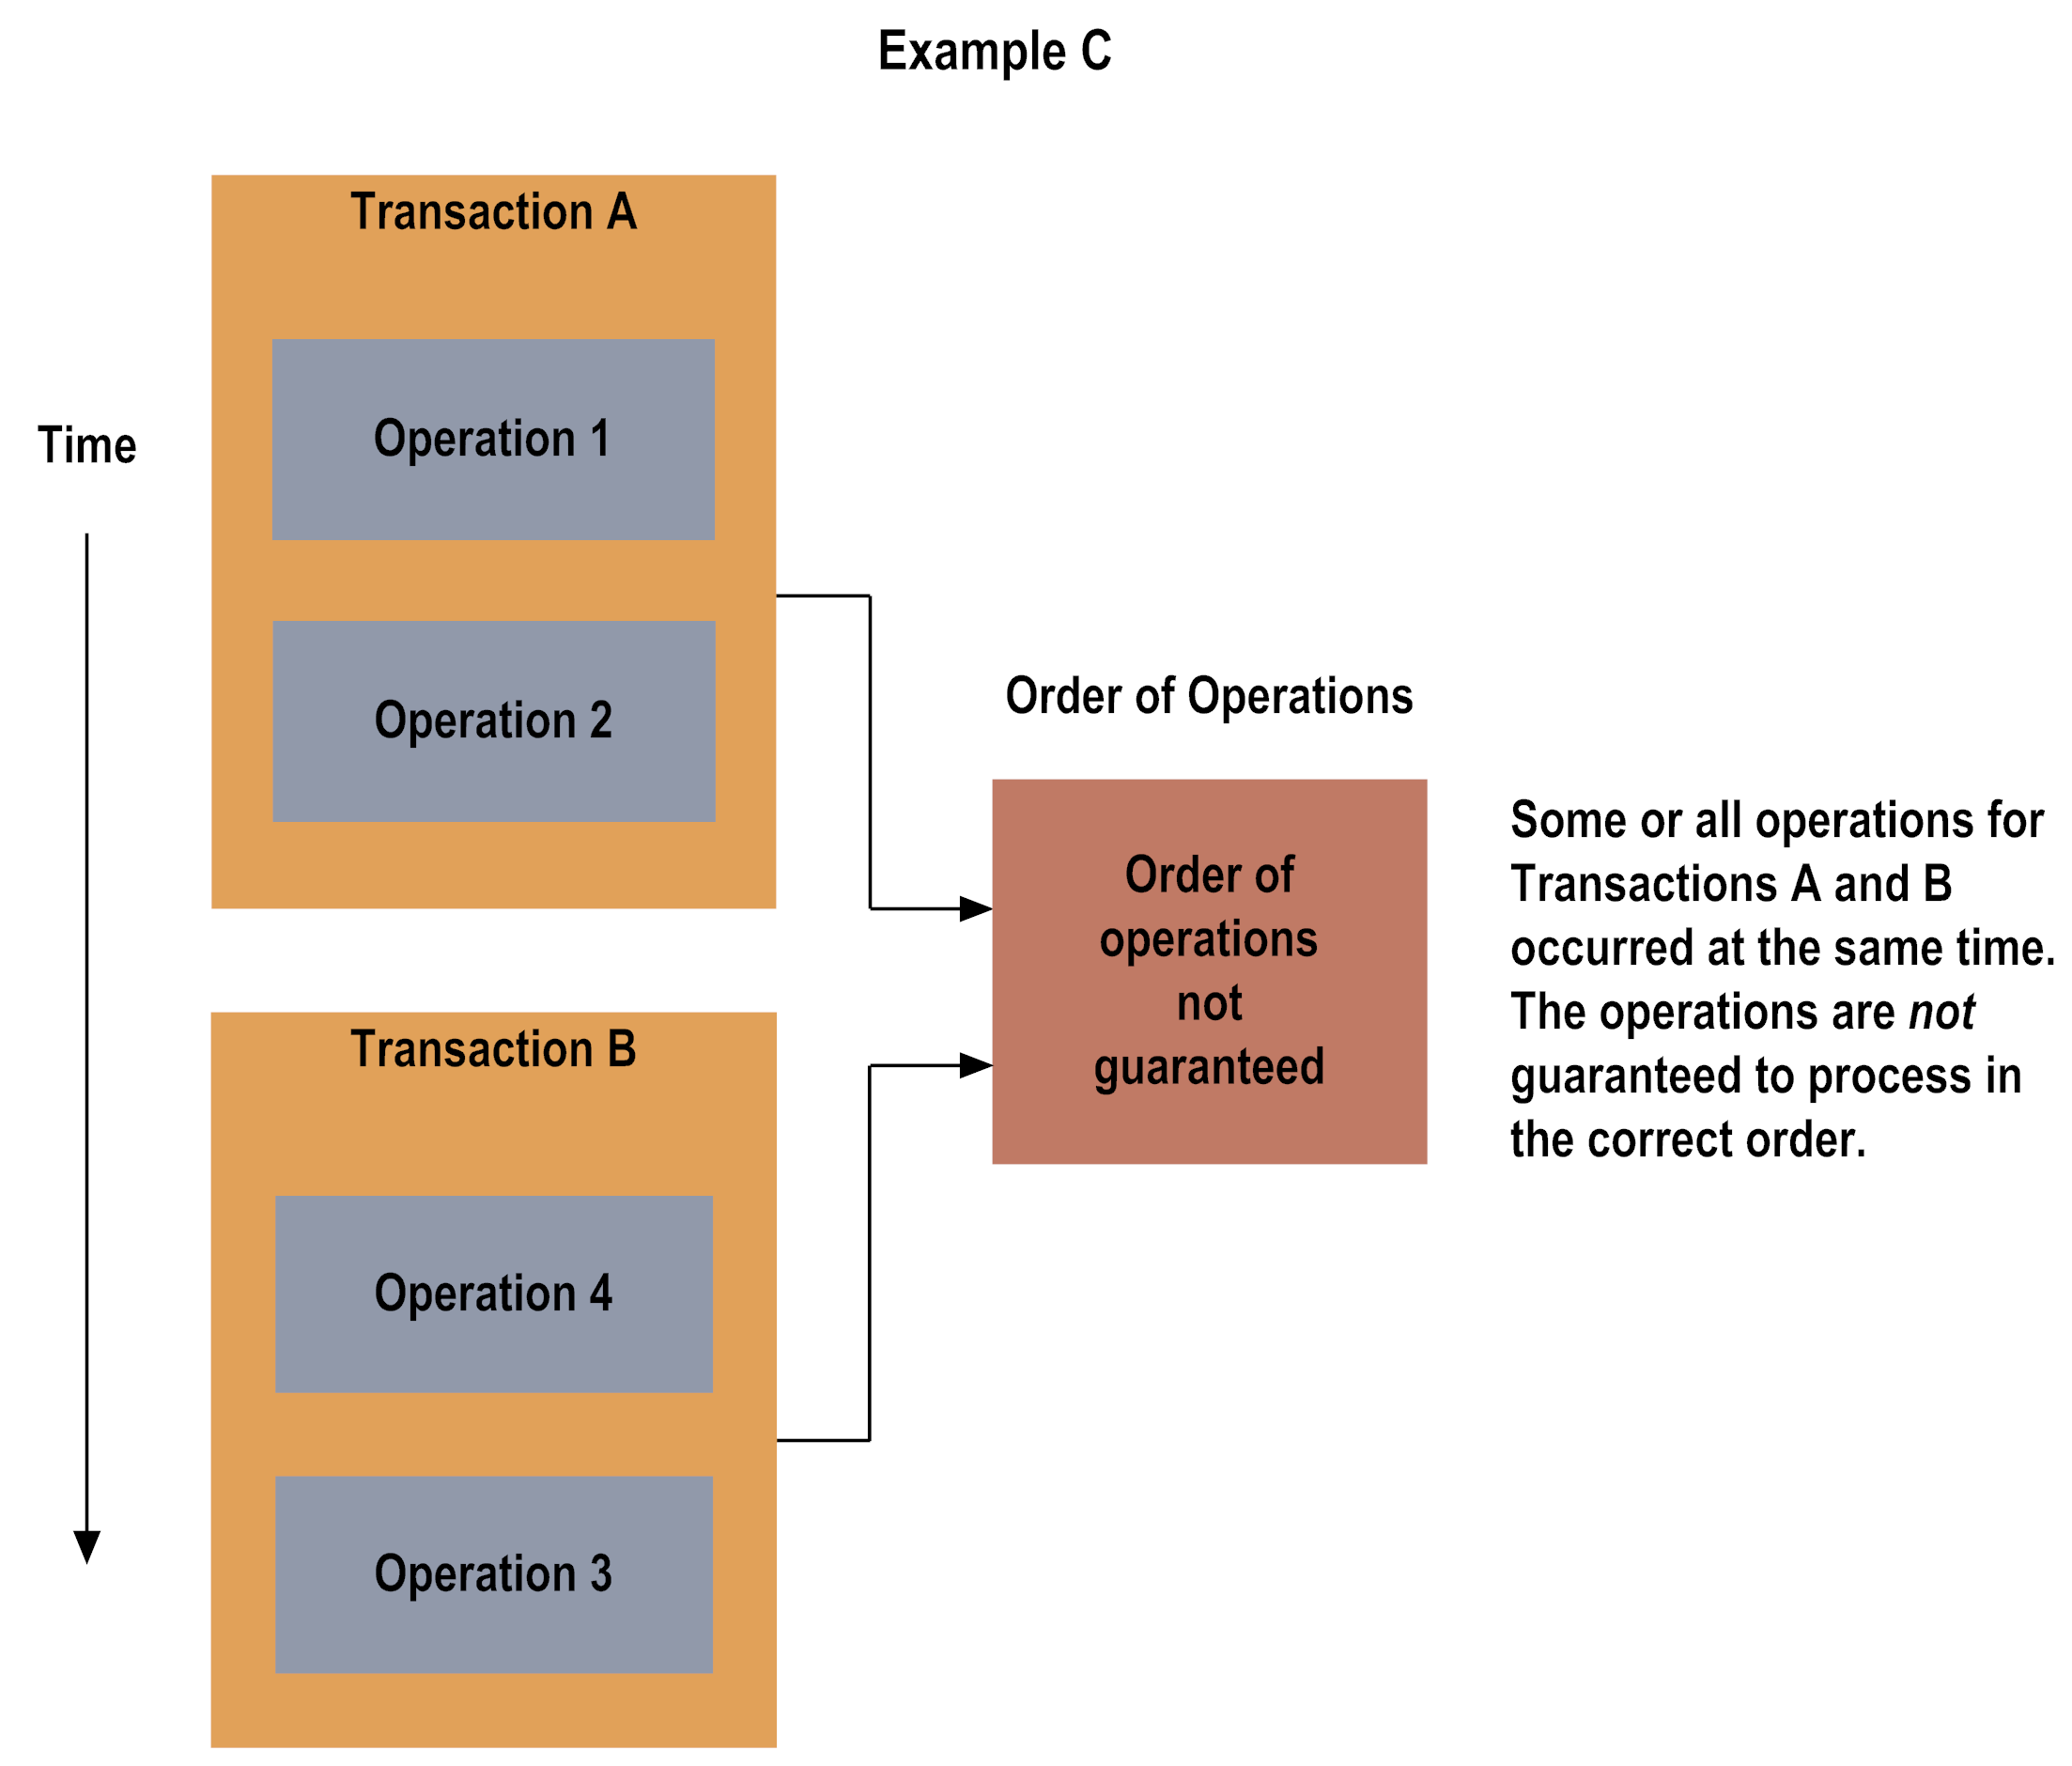 Example C
Transaction A
Operation 1
Time
Operation 2
Order of Operations
Order of
operations
not
guaranteed
Some or all operations for
Transactions A and B
occurred at the same time.
The operations are not
guaranteed to process in
the correct order.
Transaction B
Operation 4
Operation 3